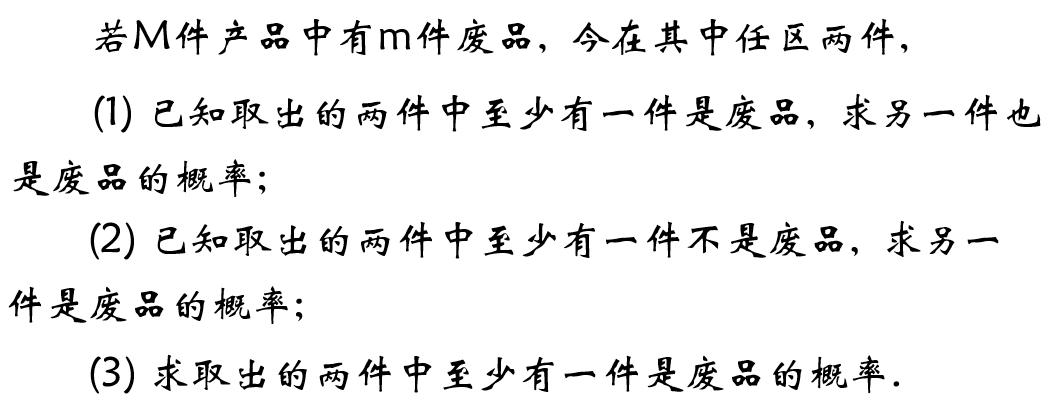 若M件产品中有m件废品, 今在其中任区两件,
(1) 已知取出的两件中至少有一件是废品, 求另一件也
是废品的概率;
(2) 已知取出的两件中至少有一件不是废品, 求另一
件是废品的概率;
(3) 求取出的两件中至少有一件是废品的概率.